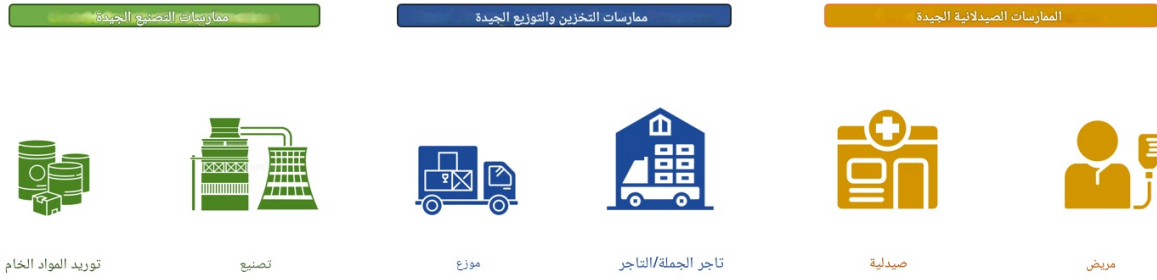 ممارسات التصنيع الجيدة
ممارسات التخزين والتوزيع الجيدة
الممارسات الصيدلانية الجيدة
توريد المواد الخام
تصنيع
موزع
تاجر الجملة/التاجر
صيدلية
مريض